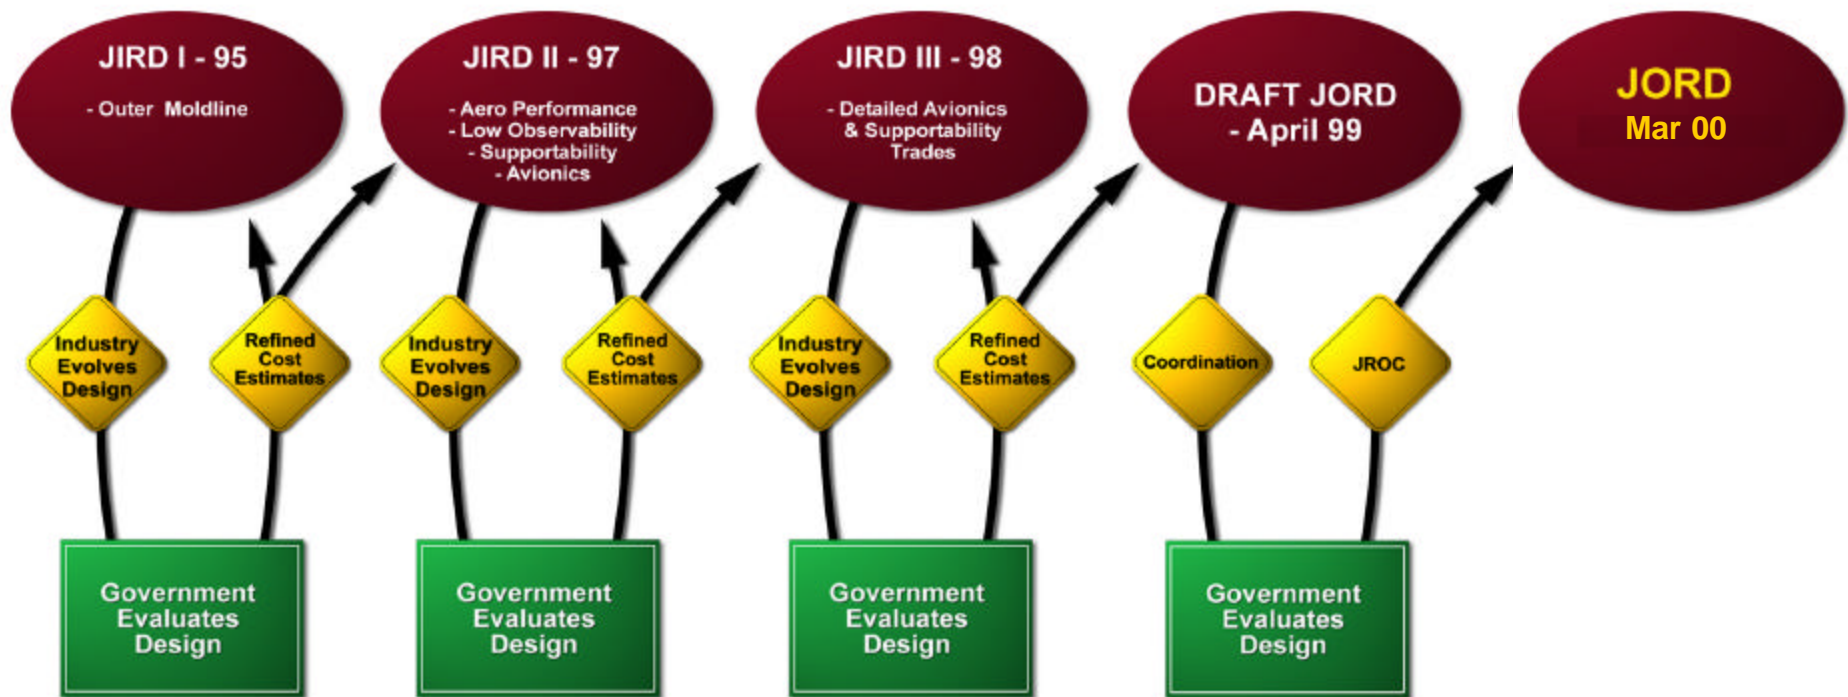 JIRD I - 95
- Outer Moldline
JIRD II - 97
- Aero Performance
- Low Observability
- Supportability
- Avionics
JIRD III - 98
- Detailed Avionics
& Supportability
Trades
DRAFT JORD
- April 99
JORD
Mar 00
Industry
Evolves
Design
Refined
Cost
Estimates
Industry
Evolves
Design
Refined
Cost
Estimates
Industry
Evolves
Design
Refined
Cost
Estimates
Coordination
JROC
Government
Evaluates
Design
Government
Evaluates
Design
Government
Evaluates
Design
Government
Evaluates
Design